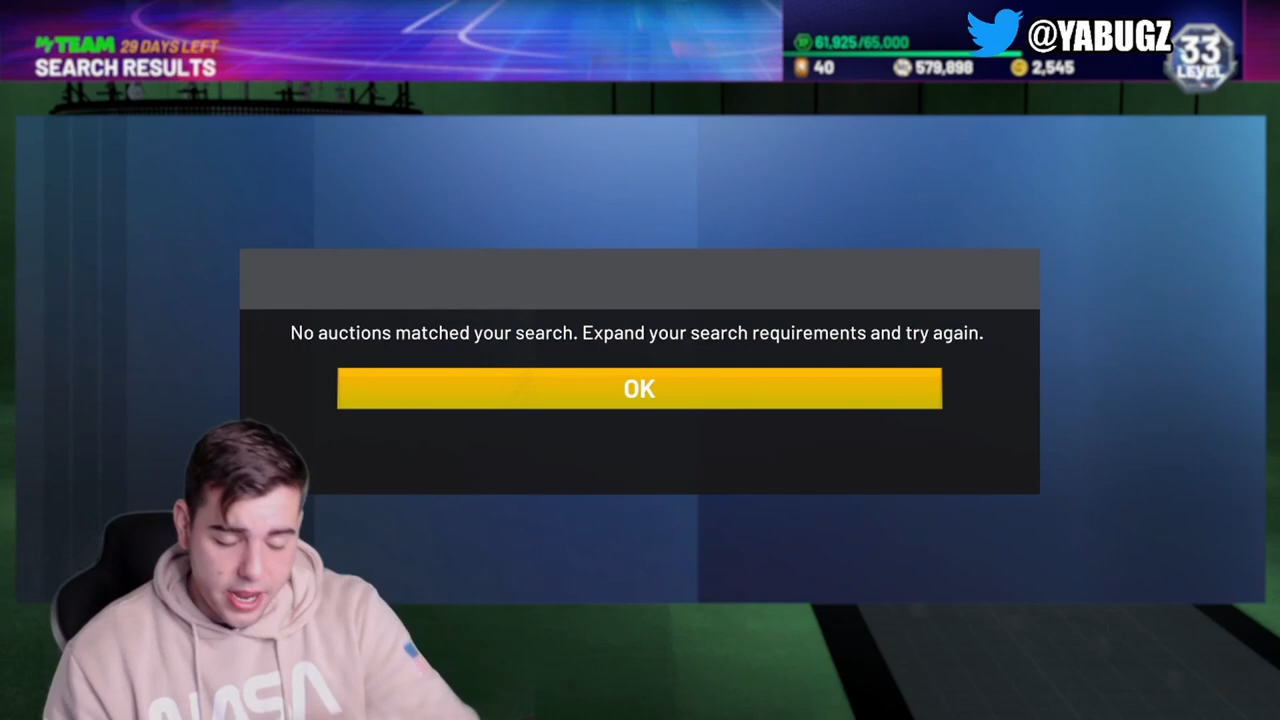 MyTEAM 29 DAYS LEFT
SEARCH RESULTS
61,925/65,000
40 579,898 2,545
@YABUGZ
33
LEVEL
No auctions matched your search. Expand your search requirements and try again.
OK
NASA